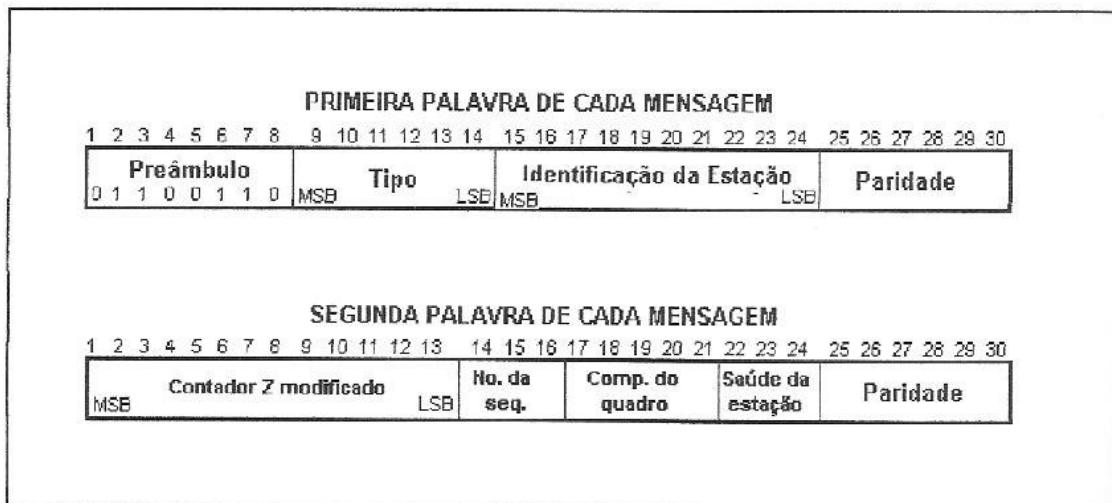 PRIMEIRA PALAVRA DE CADA MENSAGEM
1 2 3 4 5 6 7 8 9 10 11 12 13 14 15 16 17 18 19 20 21 22 23 24 25 26 27 28 29 30
Preâmbulo Tipo Identificação da Estação Paridade
0 1 1 0 0 1 1 0 MSB LSB MSB LSB
SEGUNDA PALAVRA DE CADA MENSAGEM
1 2 3 4 5 6 7 8 9 10 11 12 13 14 15 16 17 18 19 20 21 22 23 24 25 26 27 28 29 30
Contador Z modificado No. da seq. Comp. do quadro Saúde da estação Paridade
MSB LSB